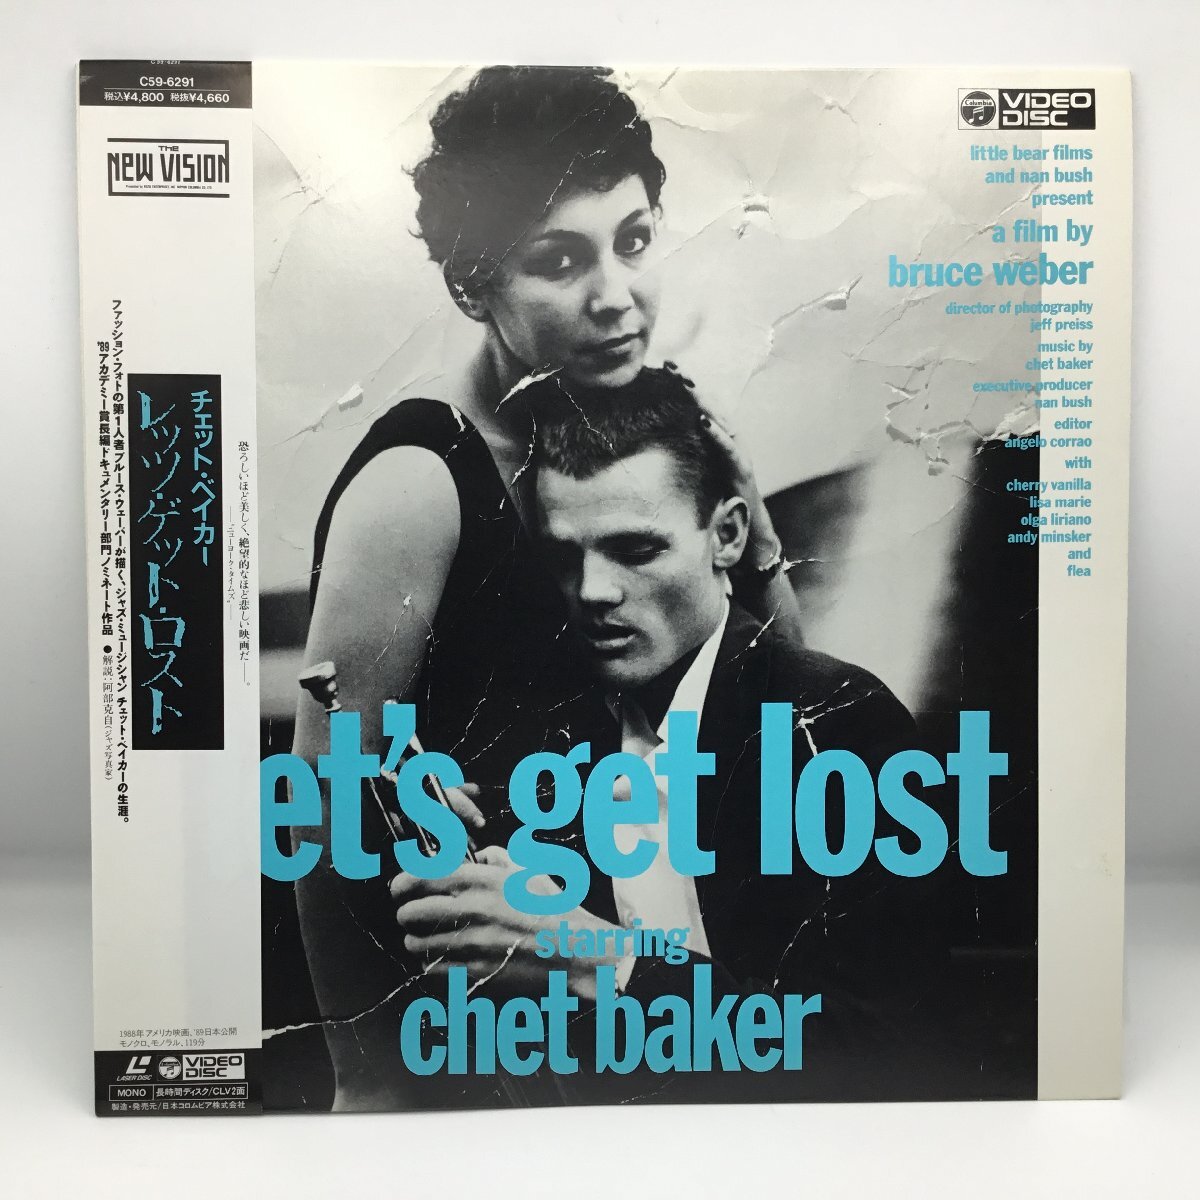 C59-6291
C59-6291
税込¥4,800 税抜¥4,660
THE
NEW VISION
ファッション・フォトの第1人者ブルース・ウェーバーが描く、ジャズ・ミュージシャン チェット・ベイカーの生涯。
'89アカデミー賞長編ドキュメンタリー部門ノミネート作品 ●解説:阿部克自(ジャズ写真家)
チェット・ベイカー
レッツ・ゲット・ロスト
恐ろしいほど美しく、絶望的なほど悲しい映画だ——。
——“ニューヨーク・タイムズ”——
1988年アメリカ映画、'89日本公開
モノクロ、モノラル、119分
LASER DISC
Columbia
VIDEO DISC
MONO 長時間ディスク/CLV2面
製造・発売元/日本コロムビア株式会社
Columbia
VIDEO
DISC
little bear films
and nan bush
present
a film by
bruce weber
director of photography
jeff preiss
music by
chet baker
executive producer
nan bush
editor
angelo corrao
with
cherry vanilla
lisa marie
olga liriano
andy minsker
and
flea
et's get lost
starring
chet baker